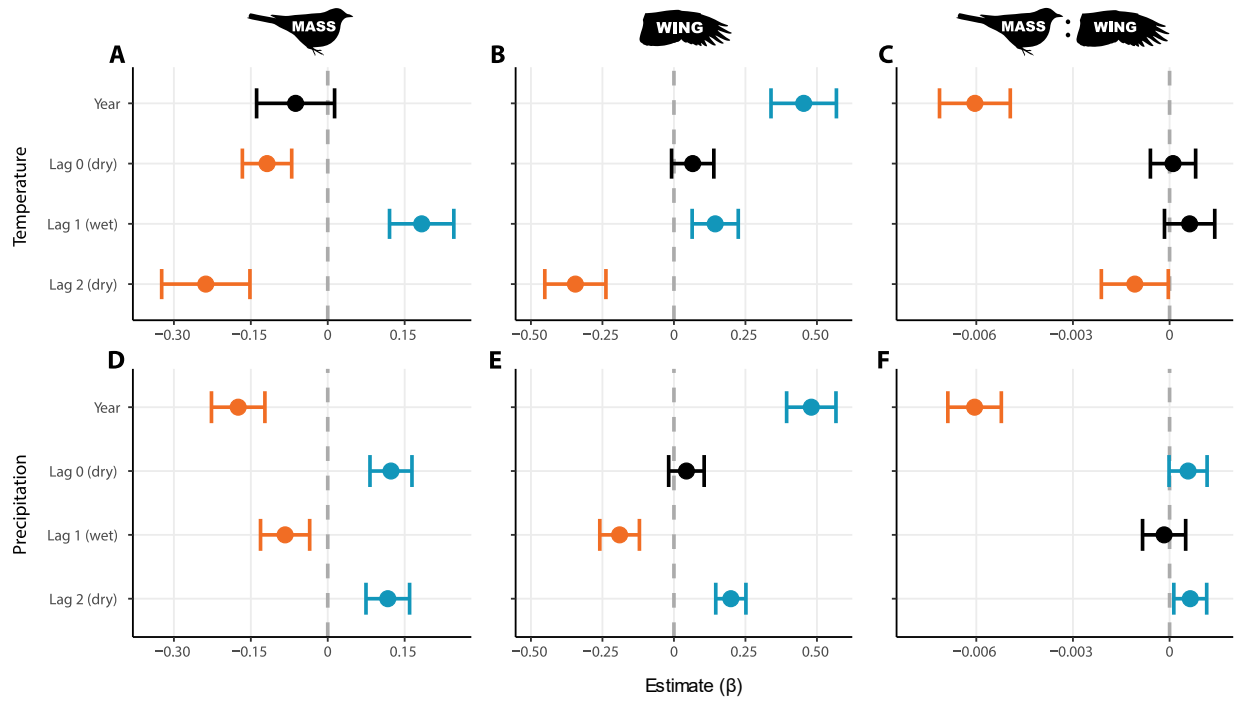 MASS
WING
MASS : WING
A
B
C
Temperature
Year
Lag 0 (dry)
Lag 1 (wet)
Lag 2 (dry)
−0.30 −0.15 0 0.15
−0.50 −0.25 0 0.25 0.50
−0.006 −0.003 0
D
E
F
Precipitation
Year
Lag 0 (dry)
Lag 1 (wet)
Lag 2 (dry)
−0.30 −0.15 0 0.15
−0.50 −0.25 0 0.25 0.50
−0.006 −0.003 0
Estimate (β)